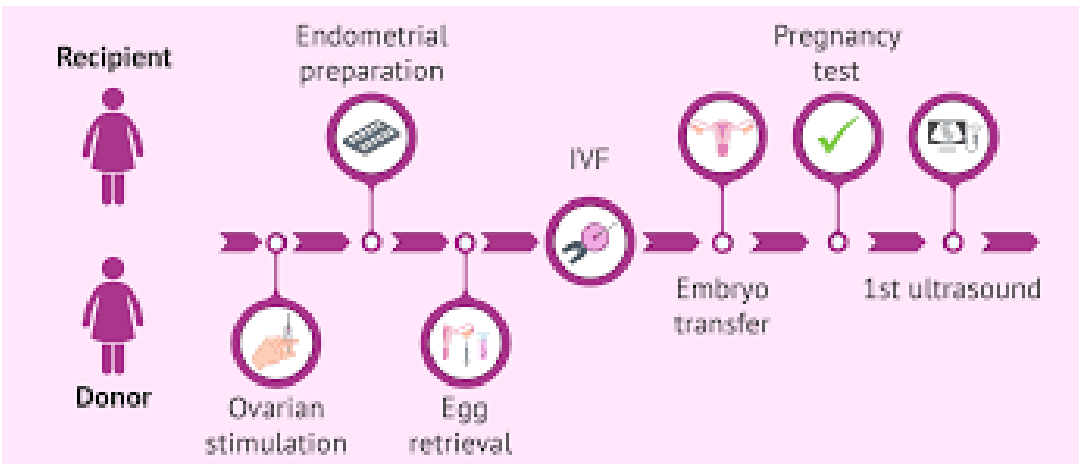 Recipient
Endometrial
preparation
Pregnancy
test
IVF
Embryo
transfer
1st ultrasound
Donor
Ovarian
stimulation
Egg
retrieval